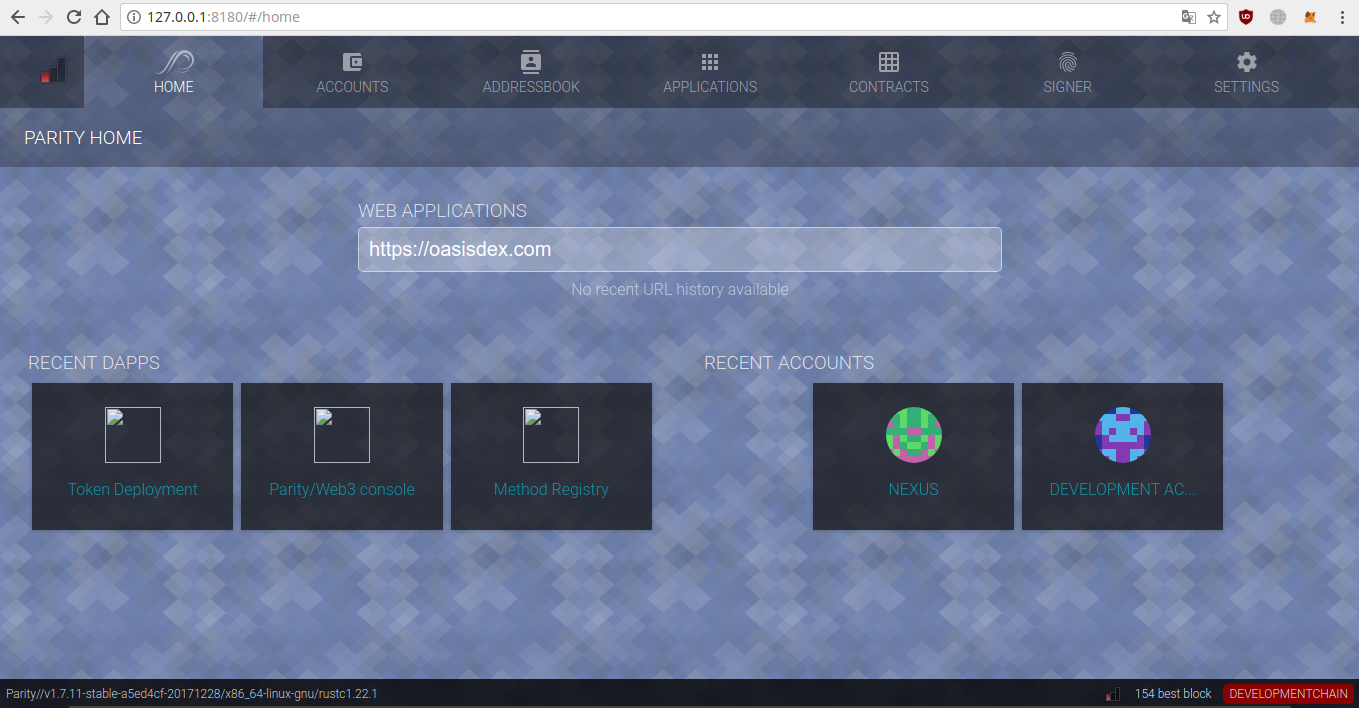 127.0.0.1:8180/#/home
HOME
ACCOUNTS
ADDRESSBOOK
APPLICATIONS
CONTRACTS
SIGNER
SETTINGS
PARITY HOME
WEB APPLICATIONS
https://oasisdex.com
No recent URL history available
RECENT DAPPS
Token Deployment
Parity/Web3 console
Method Registry
RECENT ACCOUNTS
NEXUS
DEVELOPMENT AC...
Parity//v1.7.11-stable-a5ed4cf-20171228/x86_64-linux-gnu/rustc1.22.1
154 best block
DEVELOPMENTCHAIN